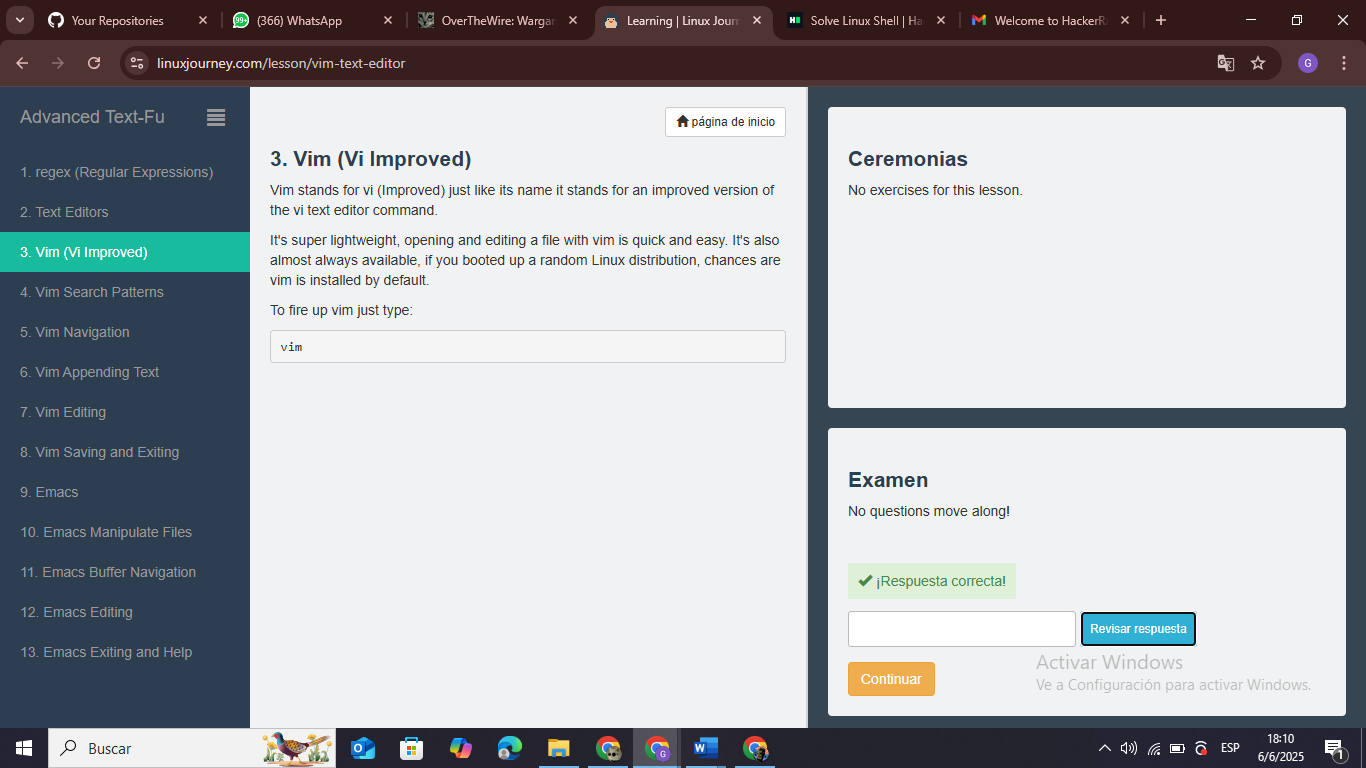 Your Repositories
99+
(366) WhatsApp
OverTheWire: Wargar
Learning | Linux Journ
Solve Linux Shell | Ha
Welcome to HackerRa
linuxjourney.com/lesson/vim-text-editor
G
Advanced Text-Fu
1. regex (Regular Expressions)
2. Text Editors
3. Vim (Vi Improved)
4. Vim Search Patterns
5. Vim Navigation
6. Vim Appending Text
7. Vim Editing
8. Vim Saving and Exiting
9. Emacs
10. Emacs Manipulate Files
11. Emacs Buffer Navigation
12. Emacs Editing
13. Emacs Exiting and Help
página de inicio
3. Vim (Vi Improved)
Vim stands for vi (Improved) just like its name it stands for an improved version of
the vi text editor command.
It's super lightweight, opening and editing a file with vim is quick and easy. It's also
almost always available, if you booted up a random Linux distribution, chances are
vim is installed by default.
To fire up vim just type:
vim
Ceremonias
No exercises for this lesson.
Examen
No questions move along!
¡Respuesta correcta!
Revisar respuesta
Continuar
Activar Windows
Ve a Configuración para activar Windows.
Buscar
ESP
18:10
6/6/2025
1